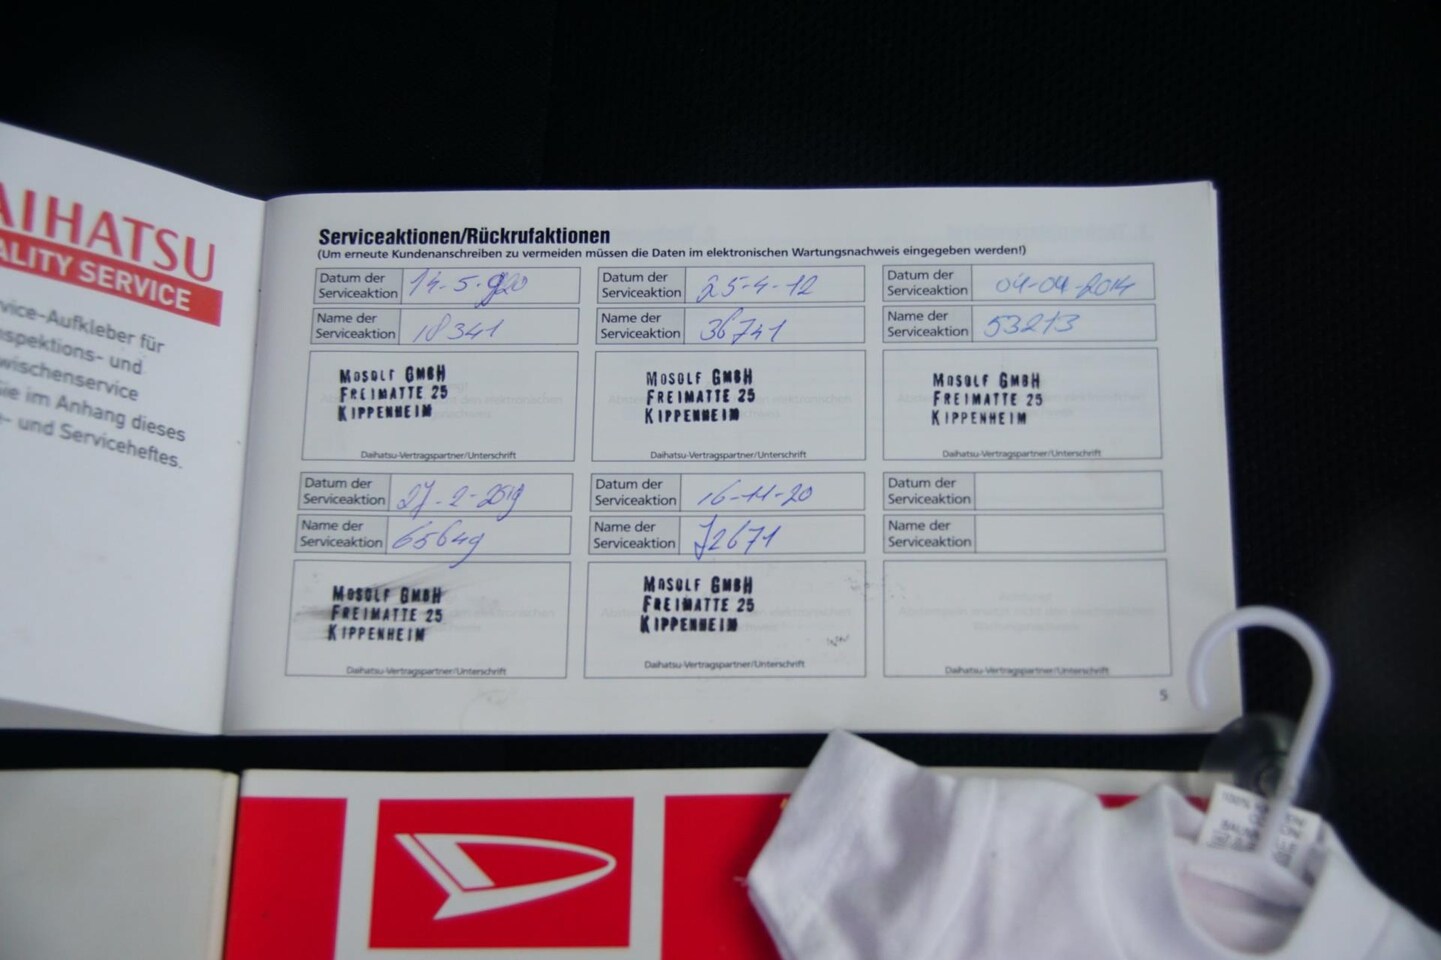 AIHATSU
ALITY SERVICE
vice-Aufkleber für
nspektions- und
wischenservice
Sie im Anhang dieses
- und Serviceheftes.
Serviceaktionen/Rückrufaktionen
(Um erneute Kundenanschreiben zu vermeiden müssen die Daten im elektronischen Wartungsnachweis eingegeben werden!)
Datum der
Serviceaktion 14-5-
Name der
Serviceaktion 18341
MOSOLF GMBH
FREIMATTE 25
KIPPENHEIM
Daihatsu-Vertragspartner/Unterschrift
Datum der
Serviceaktion 25-4-12
Name der
Serviceaktion 36741
MOSOLF GMBH
FREIMATTE 25
KIPPENHEIM
Daihatsu-Vertragspartner/Unterschrift
Datum der
Serviceaktion 04-04-2014
Name der
Serviceaktion 53213
MOSOLF GMBH
FREIMATTE 25
KIPPENHEIM
Daihatsu-Vertragspartner/Unterschrift
Datum der
Serviceaktion 27-2-2019
Name der
Serviceaktion 65649
MOSOLF GMBH
FREIMATTE 25
KIPPENHEIM
Daihatsu-Vertragspartner/Unterschrift
Datum der
Serviceaktion 16-11-20
Name der
Serviceaktion 72671
MOSOLF GMBH
FREIMATTE 25
KIPPENHEIM
Daihatsu-Vertragspartner/Unterschrift
Datum der
Serviceaktion
Name der
Serviceaktion
Daihatsu-Vertragspartner/Unterschrift
5
100%